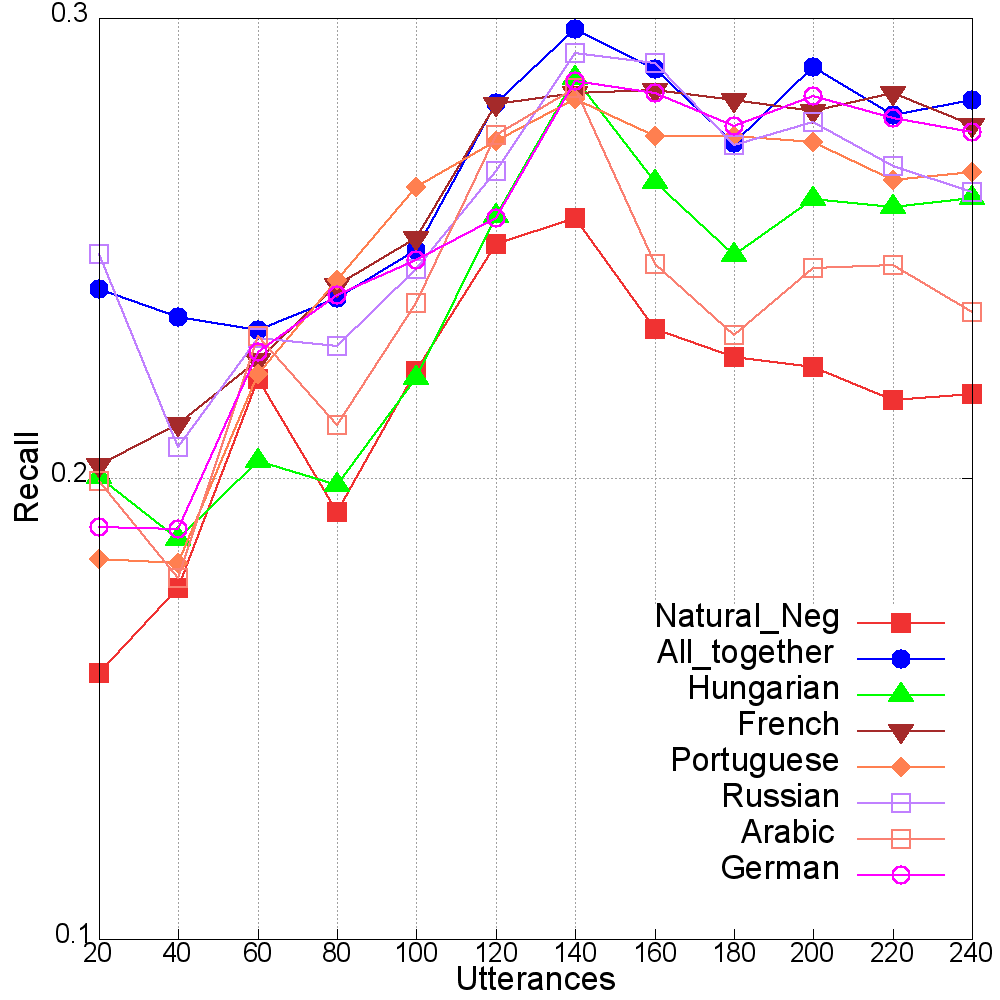 0.3
0.2
0.1
Recall
Natural_Neg
All_together
Hungarian
French
Portuguese
Russian
Arabic
German
20 40 60 80 100 120 140 160 180 200 220 240
Utterances